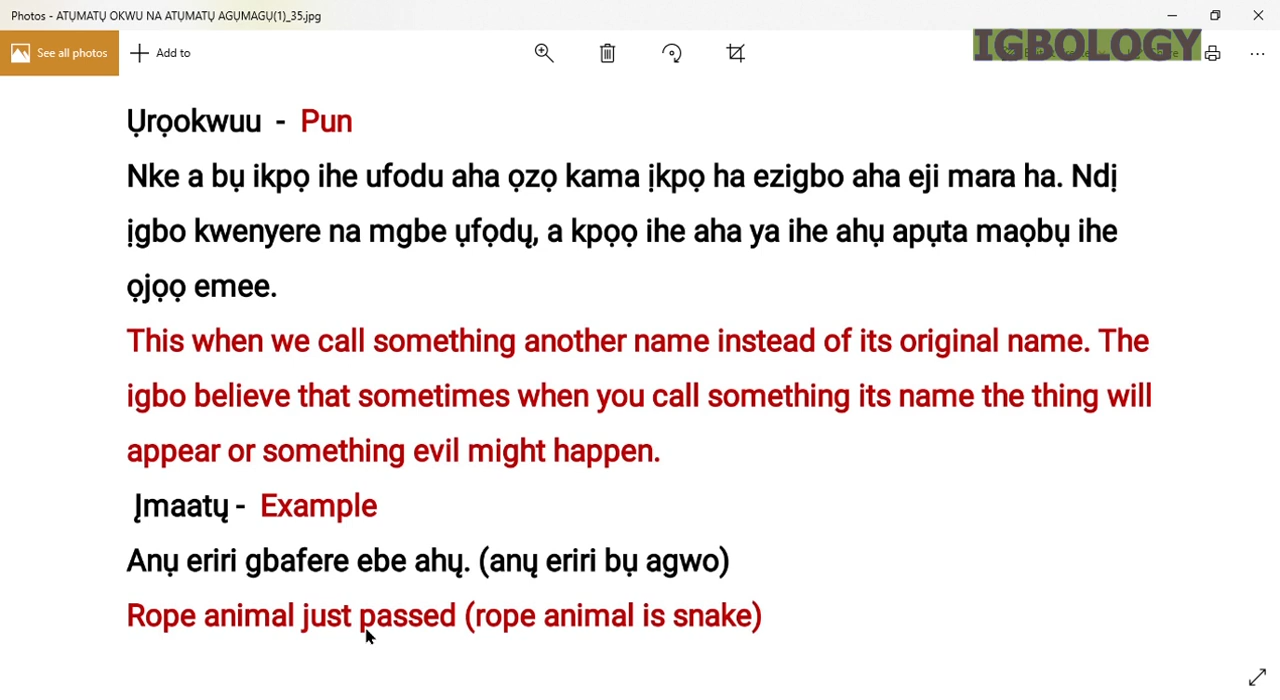 Photos - ATỤMATỤ OKWU NA ATỤMATỤ AGỤMAGỤ(1)_35.jpg
See all photos
Add to
IGBOLOGY
Ụrọokwuu - Pun
Nke a bụ ikpọ ihe ufodu aha ọzọ kama ịkpọ ha ezigbo aha eji mara ha. Ndị
ịgbo kwenyere na mgbe ụfọdụ, a kpọọ ihe aha ya ihe ahụ apụta maọbụ ihe
ọjọọ emee.
This when we call something another name instead of its original name. The
igbo believe that sometimes when you call something its name the thing will
appear or something evil might happen.
Įmaatų - Example
Anụ eriri gbafere ebe ahụ. (anų eriri bụ agwo)
Rope animal just passed (rope animal is snake)